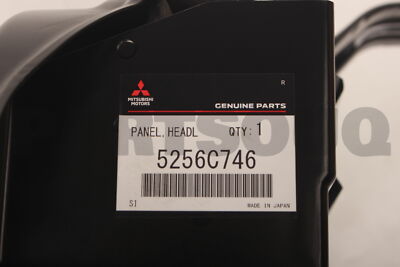 R
MITSUBISHI
MOTORS
GENUINE PARTS
PANEL, HEADL QTY: 1
5256C746
S1 MADE IN JAPAN